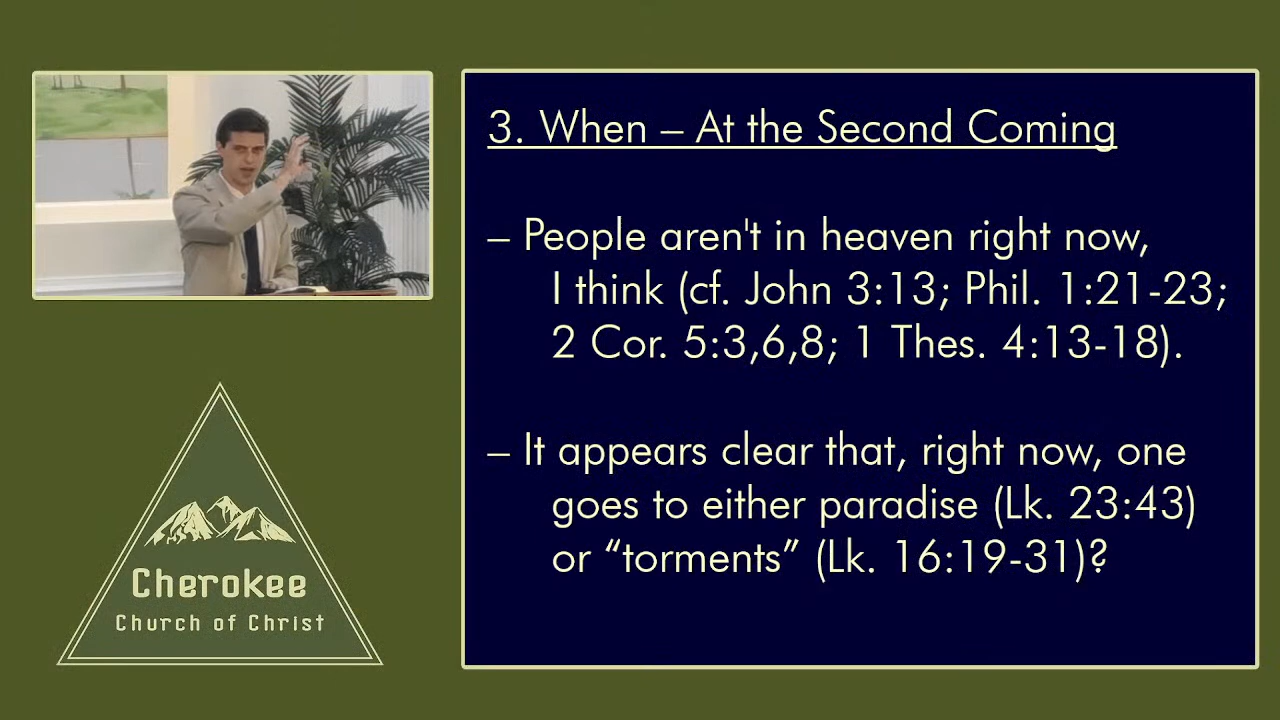 3. When – At the Second Coming
– People aren't in heaven right now,
I think (cf. John 3:13; Phil. 1:21-23;
2 Cor. 5:3,6,8; 1 Thes. 4:13-18).
– It appears clear that, right now, one
goes to either paradise (Lk. 23:43)
or “torments” (Lk. 16:19-31)?
Cherokee
Church of Christ